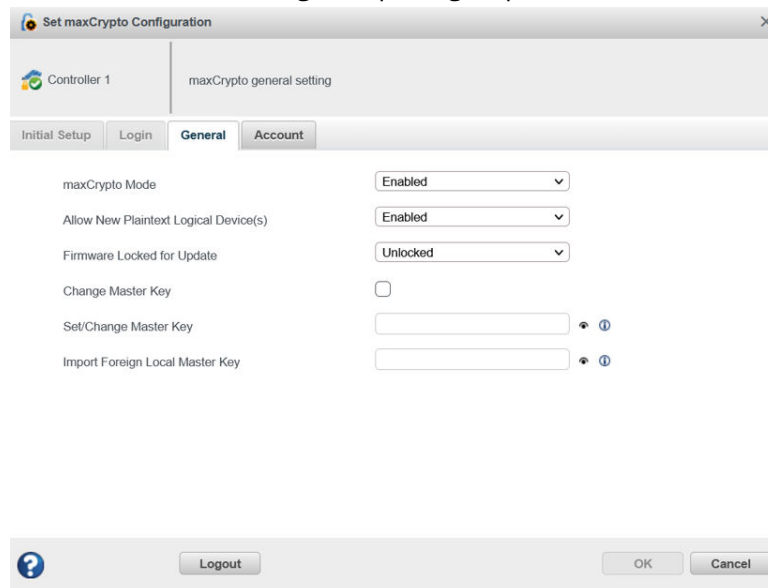 Set maxCrypto Configuration
Controller 1
maxCrypto general setting
Initial Setup Login General Account
maxCrypto Mode Enabled
Allow New Plaintext Logical Device(s) Enabled
Firmware Locked for Update Unlocked
Change Master Key
Set/Change Master Key
Import Foreign Local Master Key
Logout OK Cancel